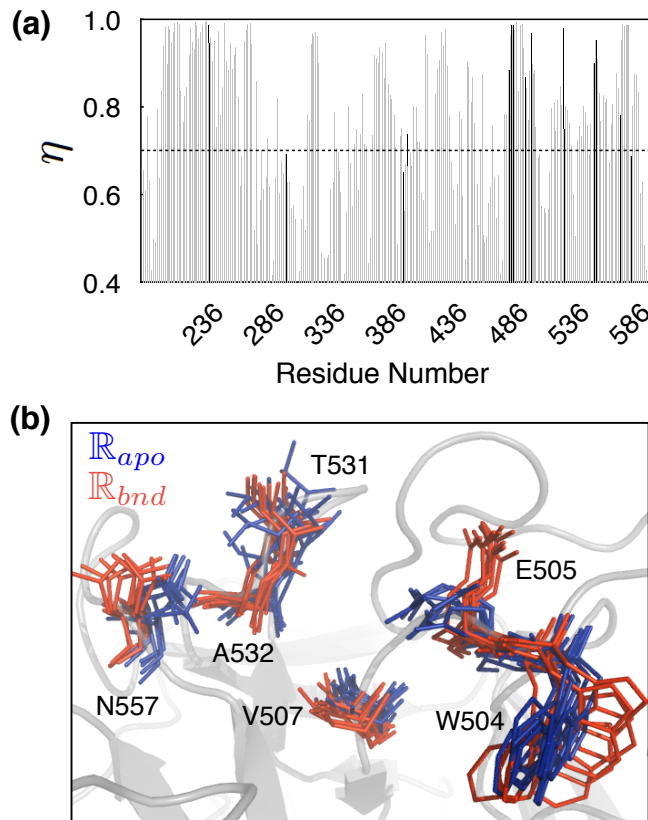 (a)
1.0
0.8
0.6
0.4
η
236 286 336 386 436 486 536 586
Residue Number
(b)
ℝapo
ℝbnd
T531
E505
A532
N557
V507
W504